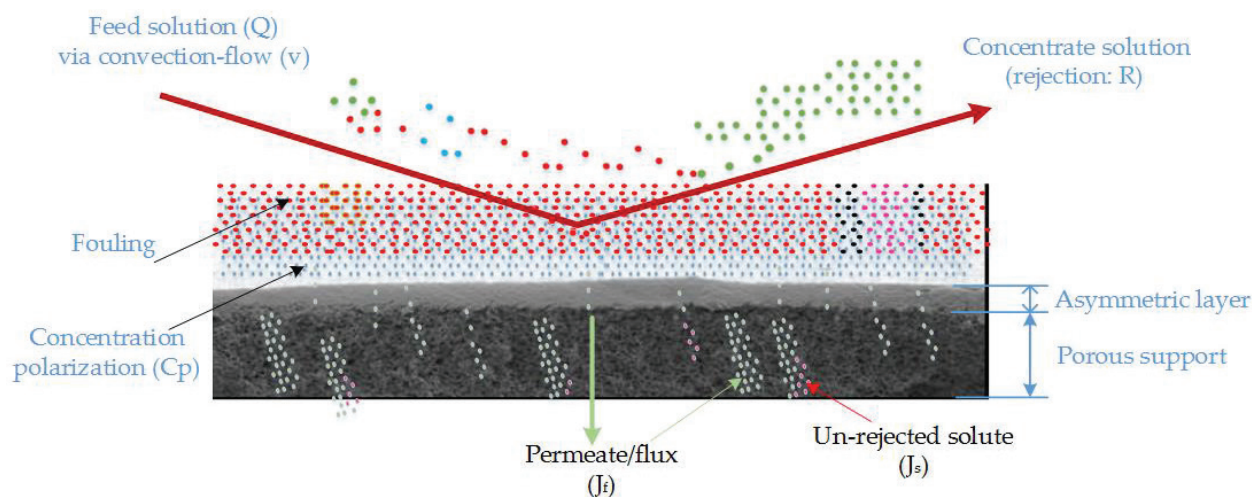 Feed solution (Q)
via convection-flow (v)
Concentrate solution
(rejection: R)
Fouling
Concentration
polarization (Cp)
Asymmetric layer
Porous support
Permeate/flux
(Jf)
Un-rejected solute
(Js)